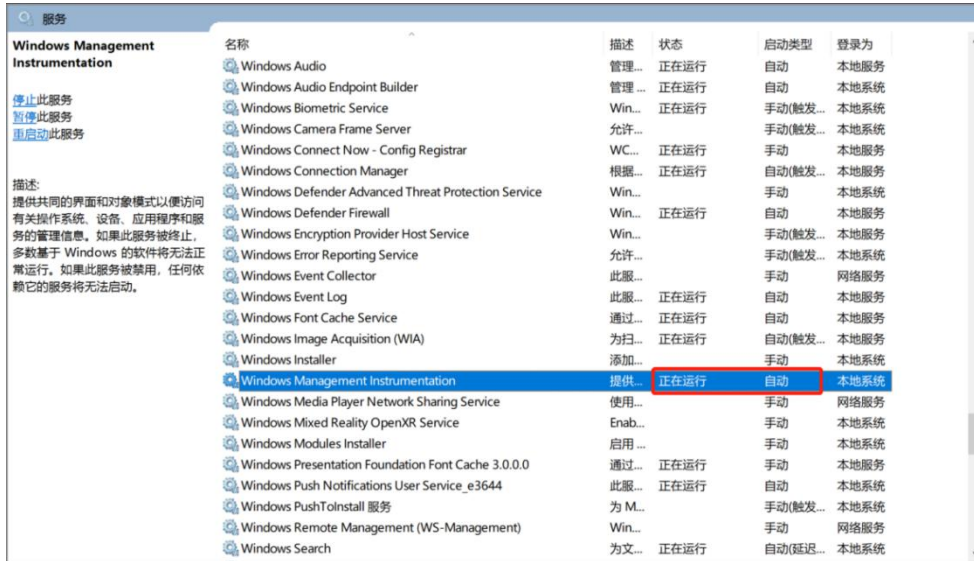 服务
Windows Management
Instrumentation
停止此服务
暂停此服务
重启动此服务
描述:
提供共同的界面和对象模式以便访问
有关操作系统、设备、应用程序和服
务的管理信息。如果此服务被终止，
多数基于 Windows 的软件将无法正
常运行。如果此服务被禁用，任何依
赖它的服务将无法启动。
名称 描述 状态 启动类型 登录为
Windows Audio 管理... 正在运行 自动 本地服务
Windows Audio Endpoint Builder 管理 ... 正在运行 自动 本地系统
Windows Biometric Service Win... 正在运行 手动(触发... 本地系统
Windows Camera Frame Server 允许... 手动(触发... 本地系统
Windows Connect Now - Config Registrar WC... 正在运行 手动 本地服务
Windows Connection Manager 根据... 正在运行 自动(触发... 本地服务
Windows Defender Advanced Threat Protection Service Win... 手动 本地系统
Windows Defender Firewall Win... 正在运行 自动 本地服务
Windows Encryption Provider Host Service Win... 手动(触发... 本地服务
Windows Error Reporting Service 允许... 手动(触发... 本地系统
Windows Event Collector 此服... 手动 网络服务
Windows Event Log 此服... 正在运行 自动 本地服务
Windows Font Cache Service 通过... 正在运行 自动 本地服务
Windows Image Acquisition (WIA) 为扫... 正在运行 自动(触发... 本地服务
Windows Installer 添加... 手动 本地系统
Windows Management Instrumentation 提供... 正在运行 自动 本地系统
Windows Media Player Network Sharing Service 使用... 手动 网络服务
Windows Mixed Reality OpenXR Service Enab... 手动 本地系统
Windows Modules Installer 启用 ... 手动 本地系统
Windows Presentation Foundation Font Cache 3.0.0.0 通过... 正在运行 手动 本地服务
Windows Push Notifications User Service_e3644 此服... 正在运行 自动 本地系统
Windows PushToInstall 服务 为 M... 手动(触发... 本地系统
Windows Remote Management (WS-Management) Win... 手动 网络服务
Windows Search 为文... 正在运行 自动(延迟... 本地系统